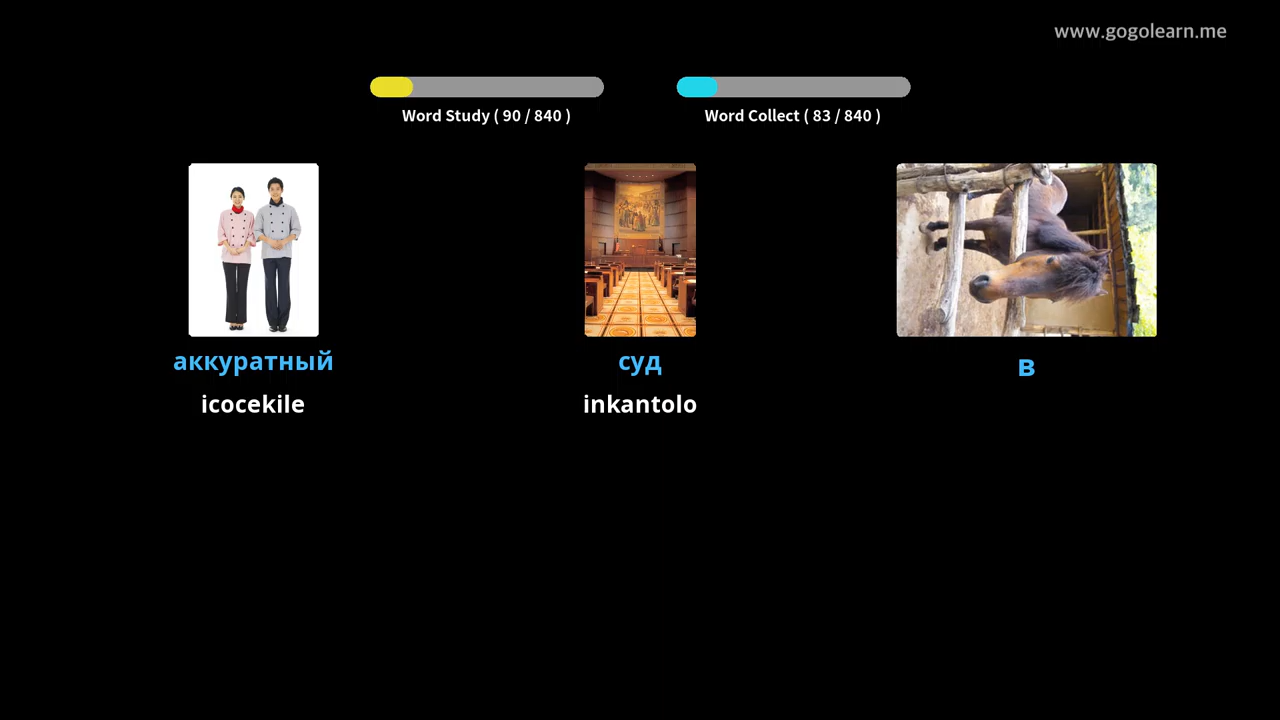 www.gogolearn.me
Word Study ( 90 / 840 )
Word Collect ( 83 / 840 )
аккуратный
icocekile
суд
inkantolo
в